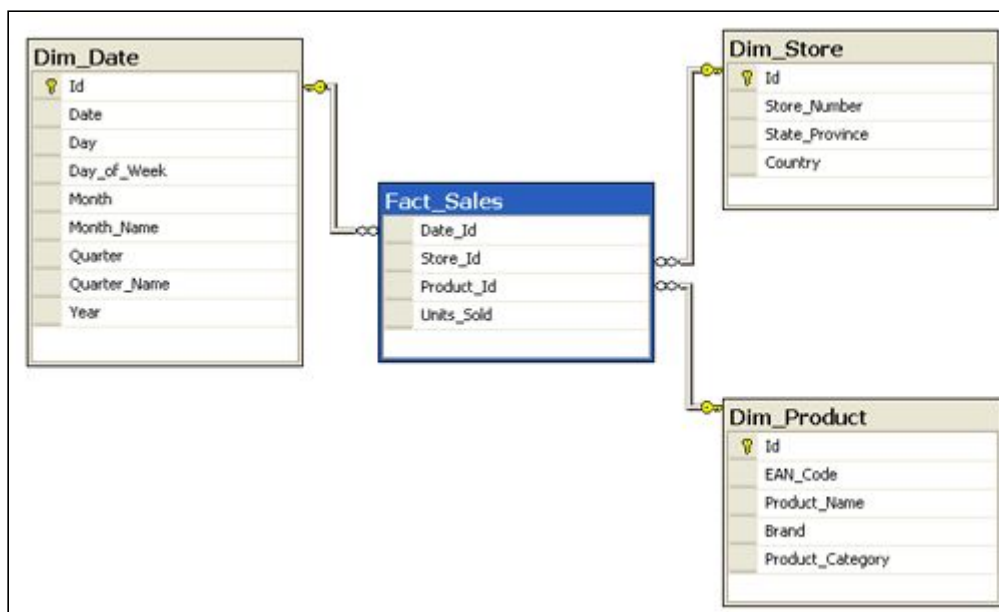 Dim_Date
Id
Date
Day
Day_of_Week
Month
Month_Name
Quarter
Quarter_Name
Year
Fact_Sales
Date_Id
Store_Id
Product_Id
Units_Sold
Dim_Store
Id
Store_Number
State_Province
Country
Dim_Product
Id
EAN_Code
Product_Name
Brand
Product_Category